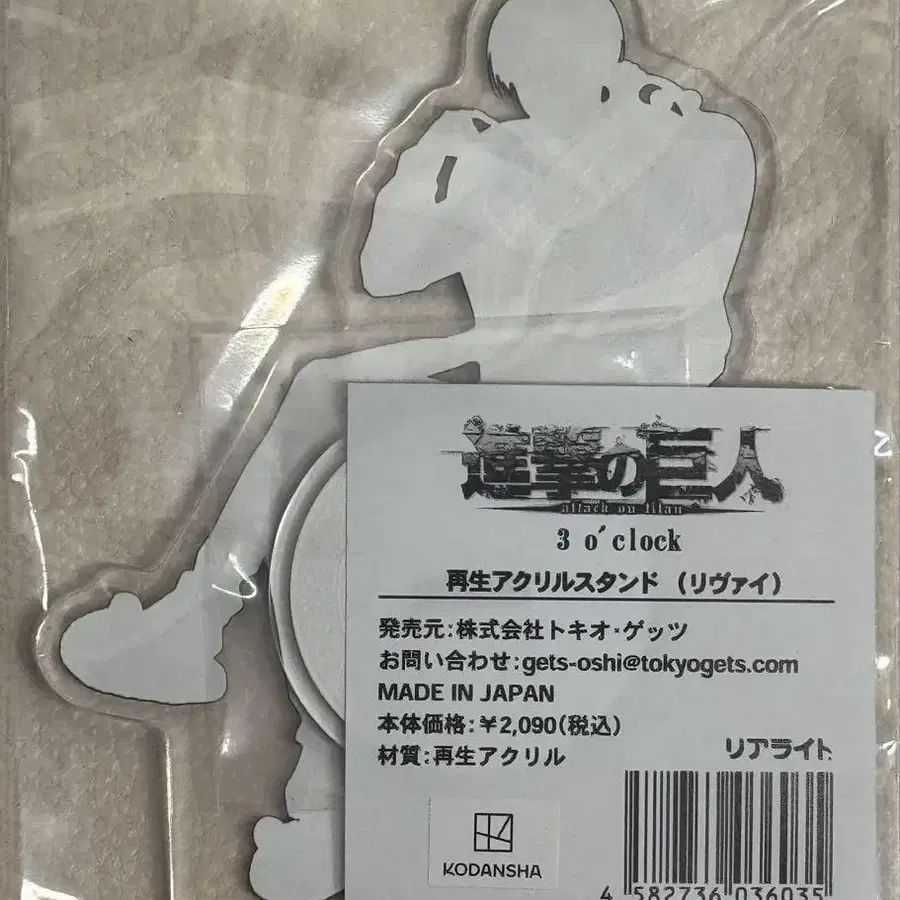 進撃の巨人
attack on titan
3 o'clock
再生アクリルスタンド (リヴァイ)
発売元:株式会社トキオ・ゲッツ
お問い合わせ:gets-oshi@tokyogets.com
MADE IN JAPAN
本体価格:¥2,090(税込)
材質:再生アクリル
リアライト
KODANSHA
4 582736 036035